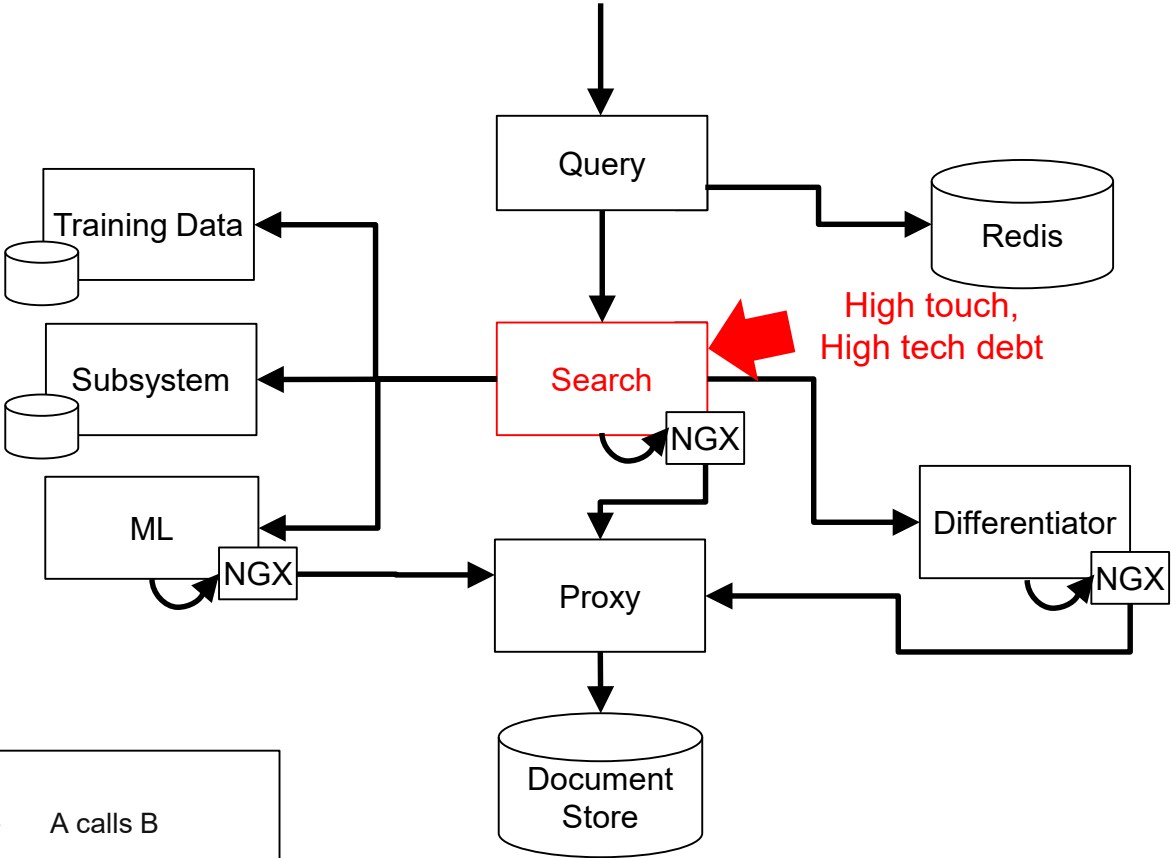 Query
Training Data
Redis
High touch,
High tech debt
Subsystem
Search
NGX
ML
Differentiator
NGX
NGX
Proxy
Document
Store
A calls B